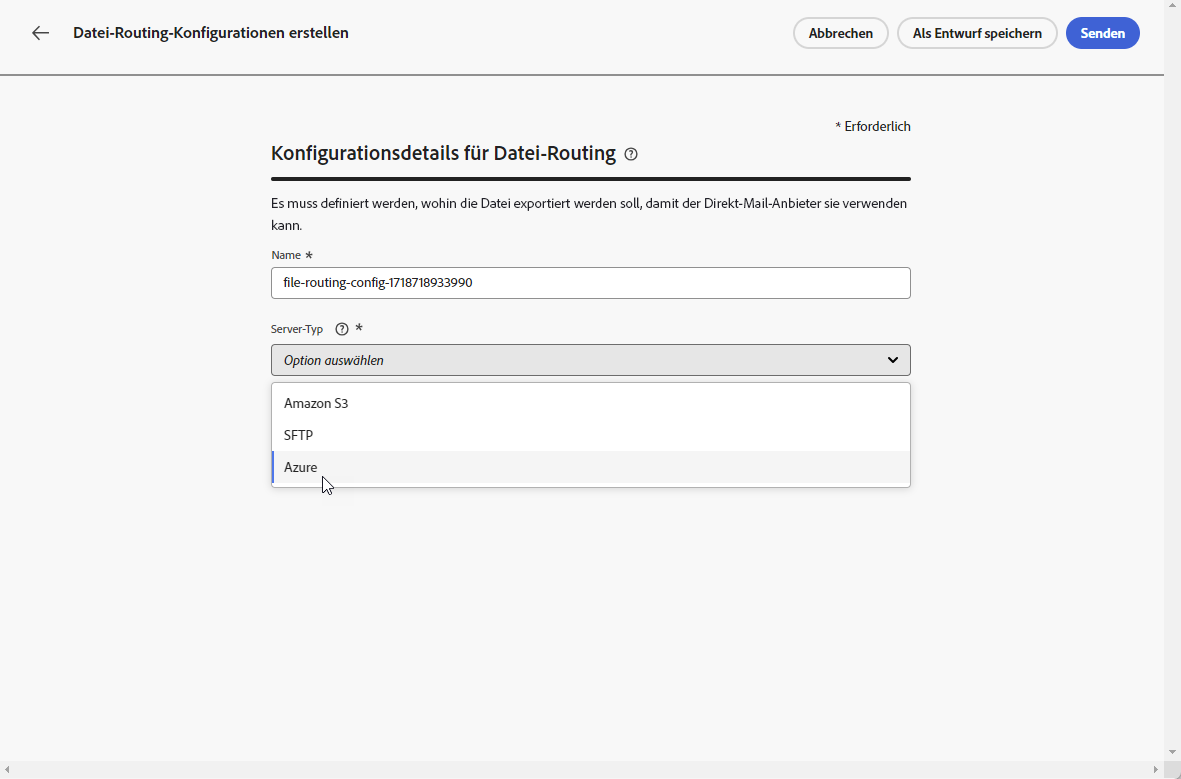 Datei-Routing-Konfigurationen erstellen
Abbrechen
Als Entwurf speichern
Senden
* Erforderlich
Konfigurationsdetails für Datei-Routing
Es muss definiert werden, wohin die Datei exportiert werden soll, damit der Direkt-Mail-Anbieter sie verwenden
kann.
Name *
file-routing-config-1718718933990
Server-Typ *
Option auswählen
Amazon S3
SFTP
Azure